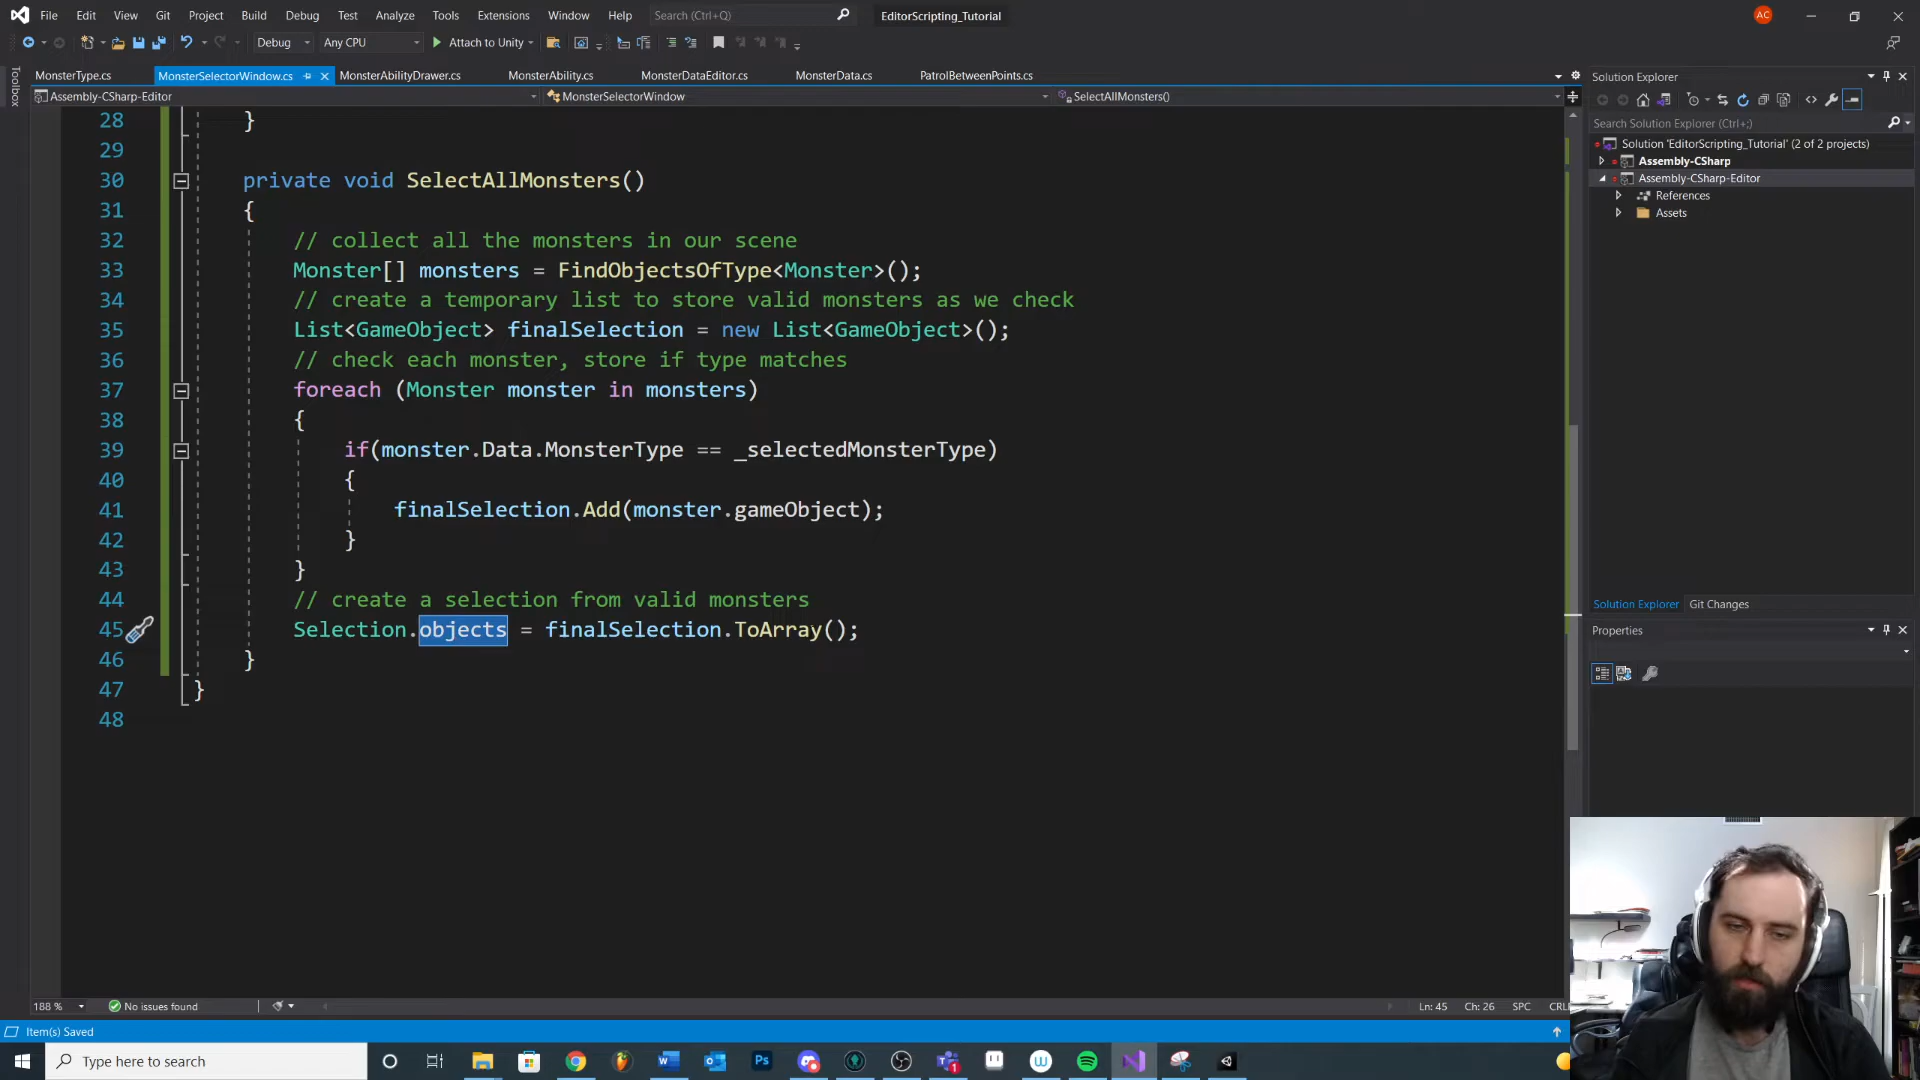 File Edit View Git Project Build Debug Test Analyze Tools Extensions Window Help Search (Ctrl+Q) EditorScripting_Tutorial AC
Debug Any CPU Attach to Unity
Toolbox
MonsterType.cs MonsterSelectorWindow.cs MonsterAbilityDrawer.cs MonsterAbility.cs MonsterDataEditor.cs MonsterData.cs PatrolBetweenPoints.cs
Assembly-CSharp-Editor MonsterSelectorWindow SelectAllMonsters()
28 }
29
30 private void SelectAllMonsters()
31 {
32 // collect all the monsters in our scene
33 Monster[] monsters = FindObjectsOfType<Monster>();
34 // create a temporary list to store valid monsters as we check
35 List<GameObject> finalSelection = new List<GameObject>();
36 // check each monster, store if type matches
37 foreach (Monster monster in monsters)
38 {
39 if(monster.Data.MonsterType == _selectedMonsterType)
40 {
41 finalSelection.Add(monster.gameObject);
42 }
43 }
44 // create a selection from valid monsters
45 Selection.objects = finalSelection.ToArray();
46 }
47 }
48
188 % No issues found Ln: 45 Ch: 26 SPC CRL
Item(s) Saved
Solution Explorer
Search Solution Explorer (Ctrl+;)
Solution 'EditorScripting_Tutorial' (2 of 2 projects)
Assembly-CSharp
Assembly-CSharp-Editor
References
Assets
Solution Explorer Git Changes
Properties
Type here to search